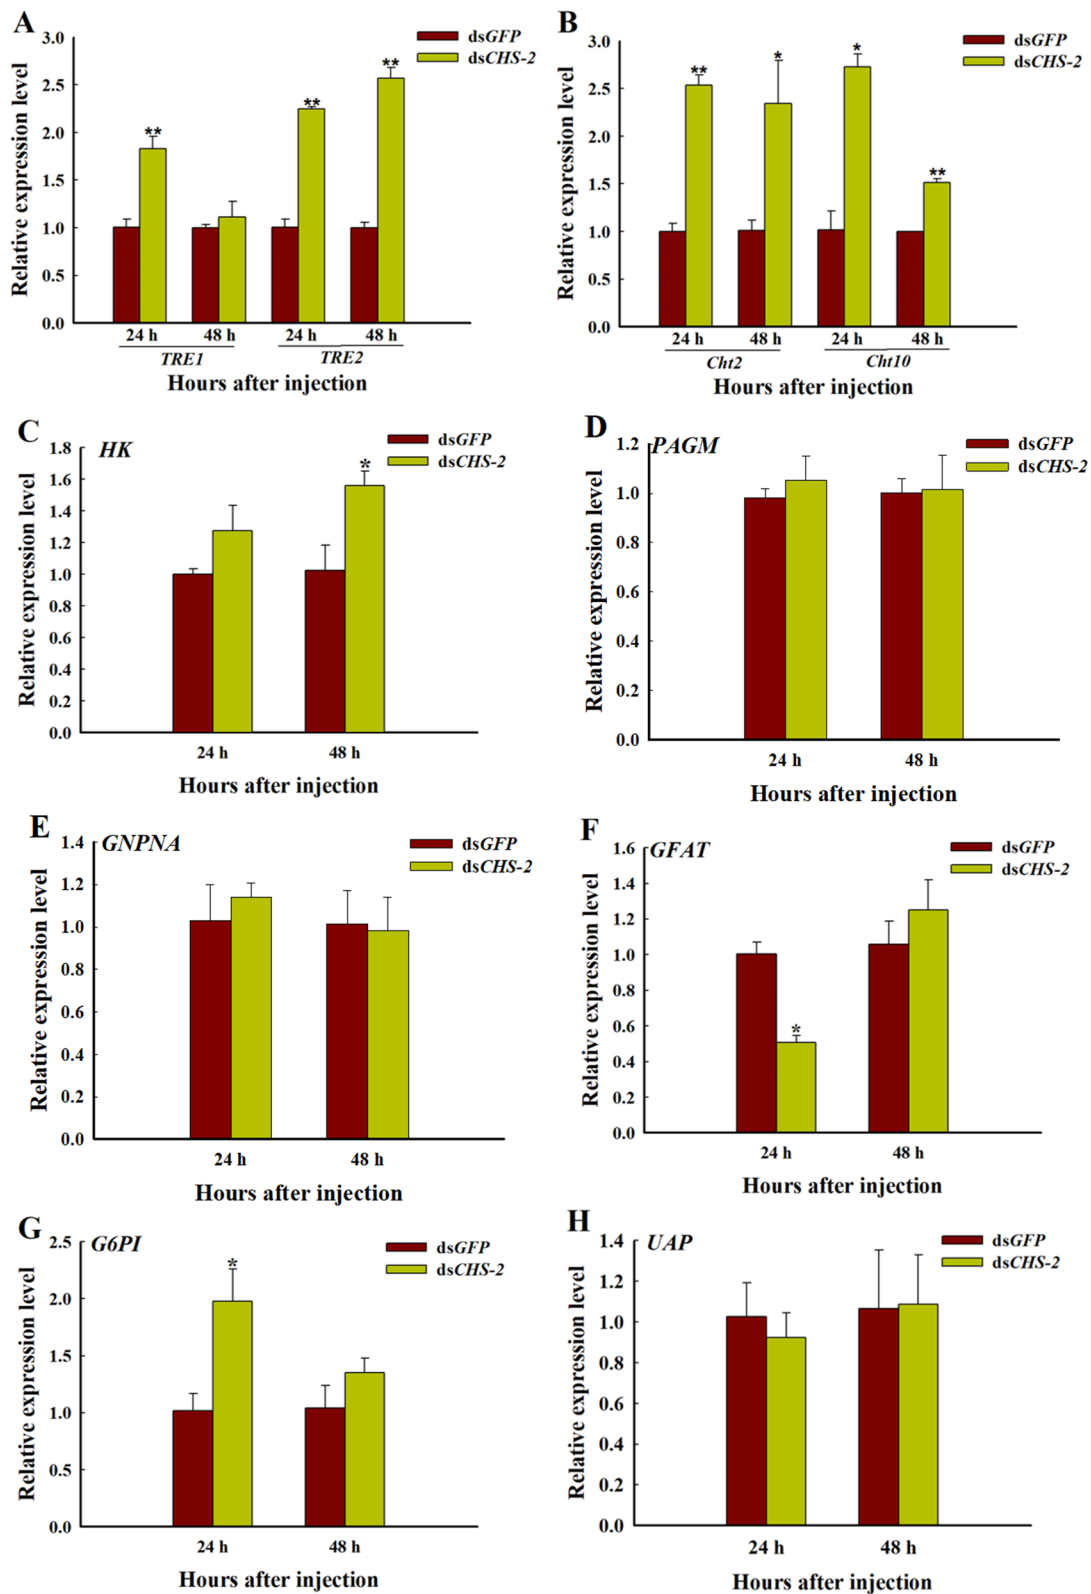 A
dsGFP
dsCHS-2
Relative expression level
3.0
2.5
2.0
1.5
1.0
0.5
0.0
**
**
**
24 h 48 h 24 h 48 h
TRE1 TRE2
Hours after injection
B
dsGFP
dsCHS-2
Relative expression level
3.0
2.5
2.0
1.5
1.0
0.5
0.0
**
*
*
**
24 h 48 h 24 h 48 h
Cht2 Cht10
Hours after injection
C
HK
dsGFP
dsCHS-2
Relative expression level
1.8
1.6
1.4
1.2
1.0
0.8
0.6
0.4
0.2
0.0
*
24 h 48 h
Hours after injection
D
PAGM
dsGFP
dsCHS-2
Relative expression level
1.2
1.0
0.8
0.6
0.4
0.2
0.0
24 h 48 h
Hours after injection
E
GNPNA
dsGFP
dsCHS-2
Relative expression level
1.4
1.2
1.0
0.8
0.6
0.4
0.2
0.0
24 h 48 h
Hours after injection
F
GFAT
dsGFP
dsCHS-2
Relative expression level
1.6
1.4
1.2
1.0
0.8
0.6
0.4
0.2
0.0
*
24 h 48 h
Hours after injection
G
G6PI
dsGFP
dsCHS-2
Relative expression level
2.5
2.0
1.5
1.0
0.5
0.0
*
24 h 48 h
Hours after injection
H
UAP
dsGFP
dsCHS-2
Relative expression level
1.4
1.2
1.0
0.8
0.6
0.4
0.2
0.0
24 h 48 h
Hours after injection